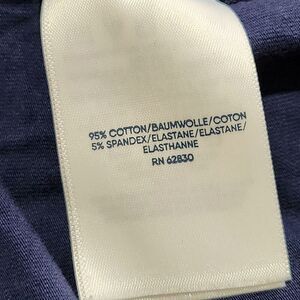 95% COTTON/BAUMWOLLE/COTON
5% SPANDEX/ELASTANE/ELASTANE/
ELASTHANNE
RN 62830